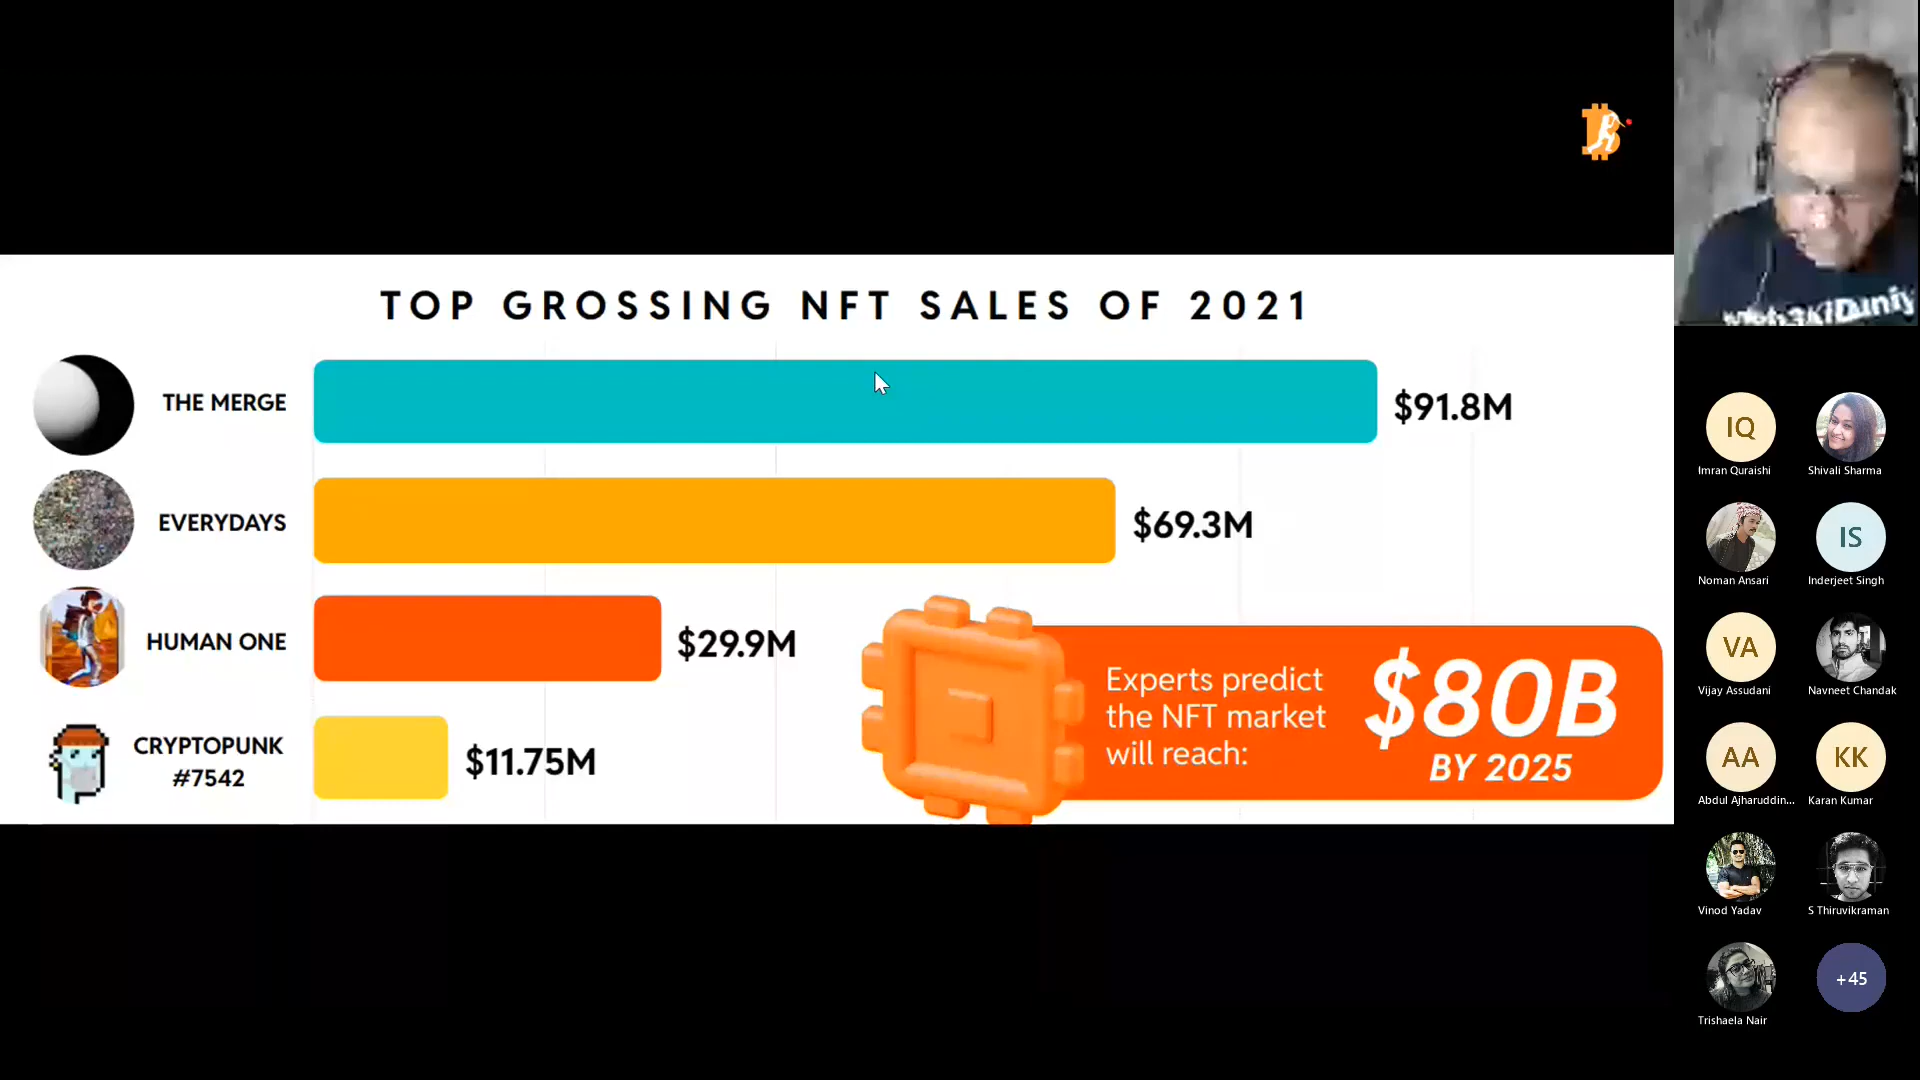 TOP GROSSING NFT SALES OF 2021
THE MERGE
$91.8M
EVERYDAYS
$69.3M
HUMAN ONE
$29.9M
CRYPTOPUNK
#7542
$11.75M
Experts predict
the NFT market
will reach:
$80B
BY 2025
IQ
Imran Quraishi
Shivali Sharma
Noman Ansari
IS
Inderjeet Singh
VA
Vijay Assudani
Navneet Chandak
AA
Abdul Ajharuddin...
KK
Karan Kumar
Vinod Yadav
S Thiruvikraman
Trishaela Nair
+45